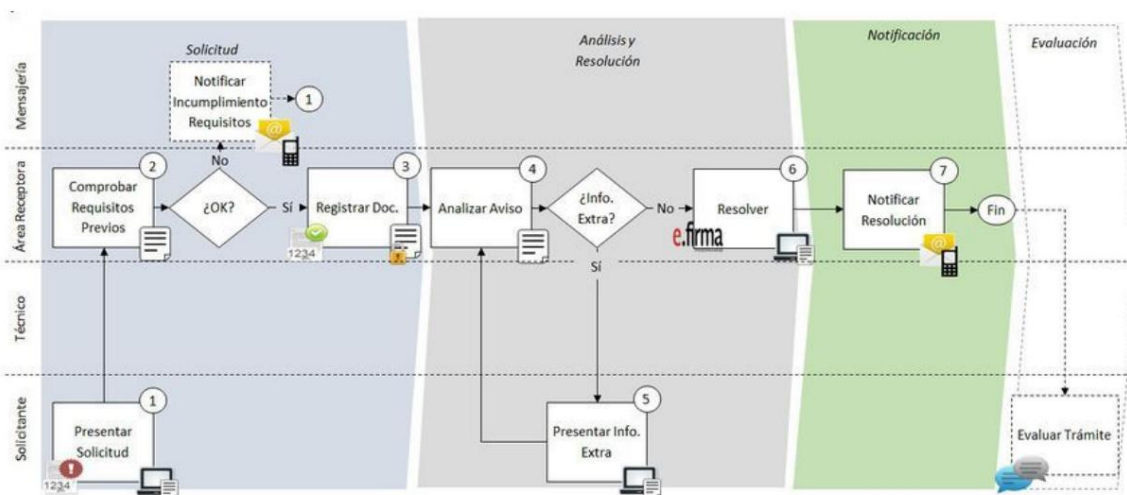 Solicitud
Análisis y
Resolución
Notificación
Evaluación
Mensajería
Notificar
Incumplimiento
Requisitos
1
@
No
Área Receptora
2
Comprobar
Requisitos
Previos
¿OK?
Sí
3
Registrar Doc.
1234
4
Analizar Aviso
¿Info.
Extra?
No
Sí
6
Resolver
e.firma
7
Notificar
Resolución
@
Fin
Técnico
Solicitante
1
Presentar
Solicitud
1234
5
Presentar Info.
Extra
Evaluar Trámite